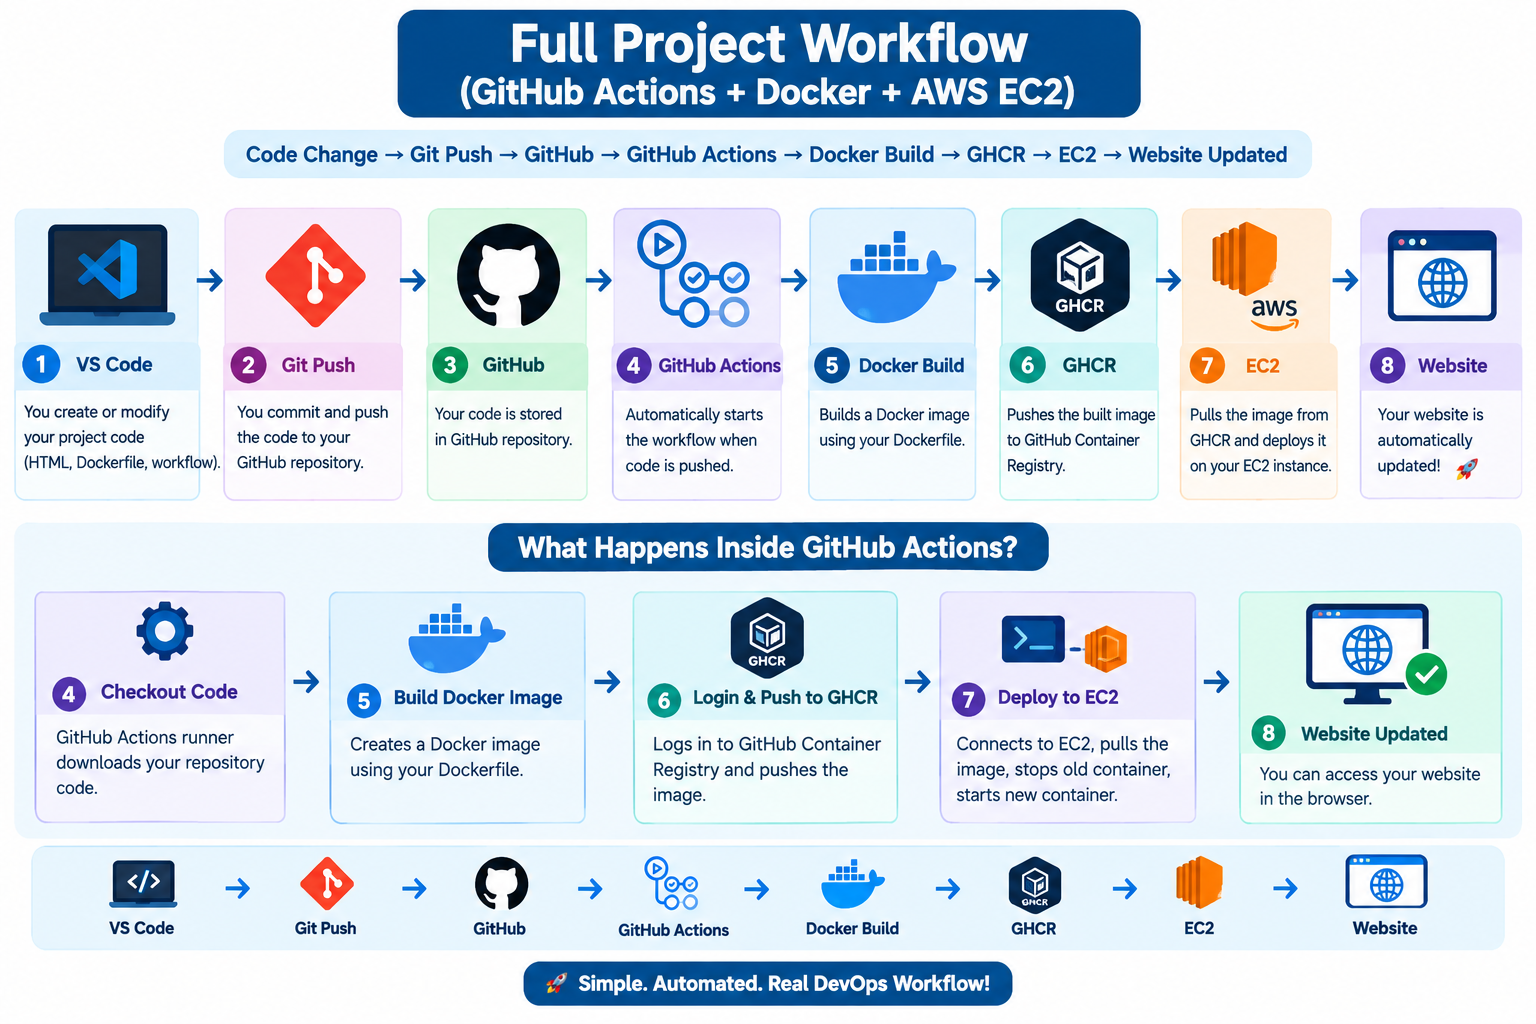 Full Project Workflow
(GitHub Actions + Docker + AWS EC2)
Code Change → Git Push → GitHub → GitHub Actions → Docker Build → GHCR → EC2 → Website Updated
GHCR
aws
1 VS Code
You create or modify
your project code
(HTML, Dockerfile, workflow).
2 Git Push
You commit and push
the code to your
GitHub repository.
3 GitHub
Your code is stored
in GitHub repository.
4 GitHub Actions
Automatically starts
the workflow when
code is pushed.
5 Docker Build
Builds a Docker image
using your Dockerfile.
6 GHCR
Pushes the built image
to GitHub Container
Registry.
7 EC2
Pulls the image from
GHCR and deploys it
on your EC2 instance.
8 Website
Your website is
automatically
updated! 🚀
What Happens Inside GitHub Actions?
4 Checkout Code
GitHub Actions runner
downloads your repository
code.
5 Build Docker Image
Creates a Docker image
using your Dockerfile.
GHCR
6 Login & Push to GHCR
Logs in to GitHub Container
Registry and pushes the
image.
7 Deploy to EC2
Connects to EC2, pulls the
image, stops old container,
starts new container.
8 Website Updated
You can access your website
in the browser.
VS Code
Git Push
GitHub
GitHub Actions
Docker Build
GHCR
GHCR
EC2
Website
🚀 Simple. Automated. Real DevOps Workflow!